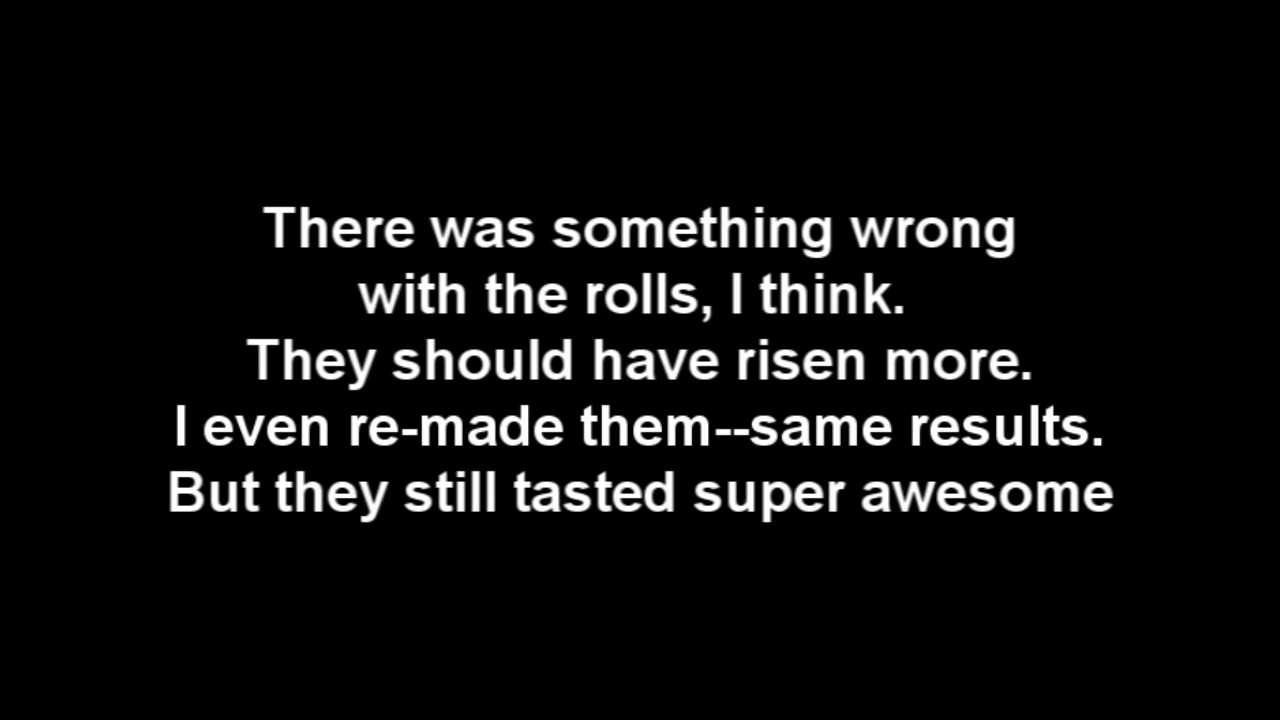 There was something wrong
with the rolls, I think.
They should have risen more.
I even re-made them--same results.
But they still tasted super awesome